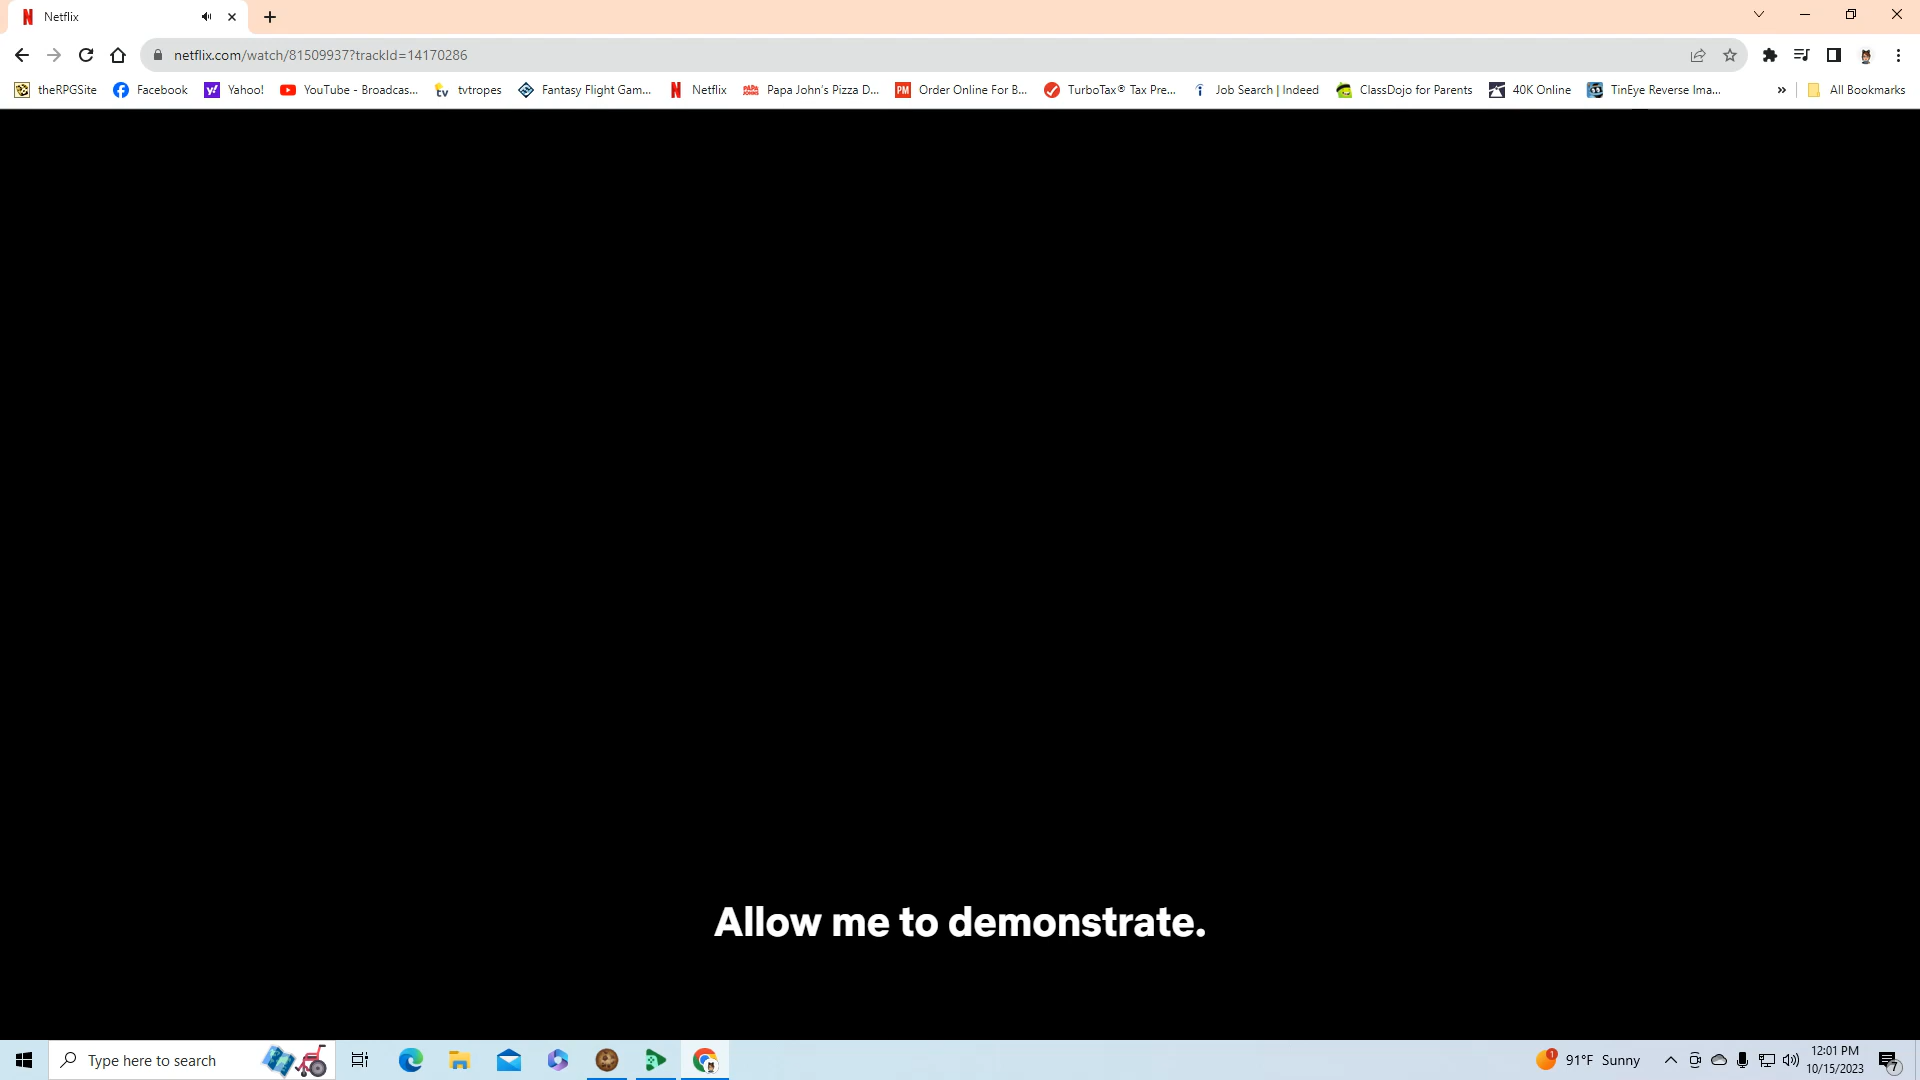 Netflix
netflix.com/watch/81509937?trackId=14170286
theRPGSite Facebook Yahoo! YouTube - Broadcas... tvtropes Fantasy Flight Gam... Netflix Papa John's Pizza D... Order Online For B... TurboTax® Tax Pre... Job Search | Indeed ClassDojo for Parents 40K Online TinEye Reverse Ima... » All Bookmarks
Allow me to demonstrate.
Type here to search
91°F Sunny
12:01 PM
10/15/2023
7